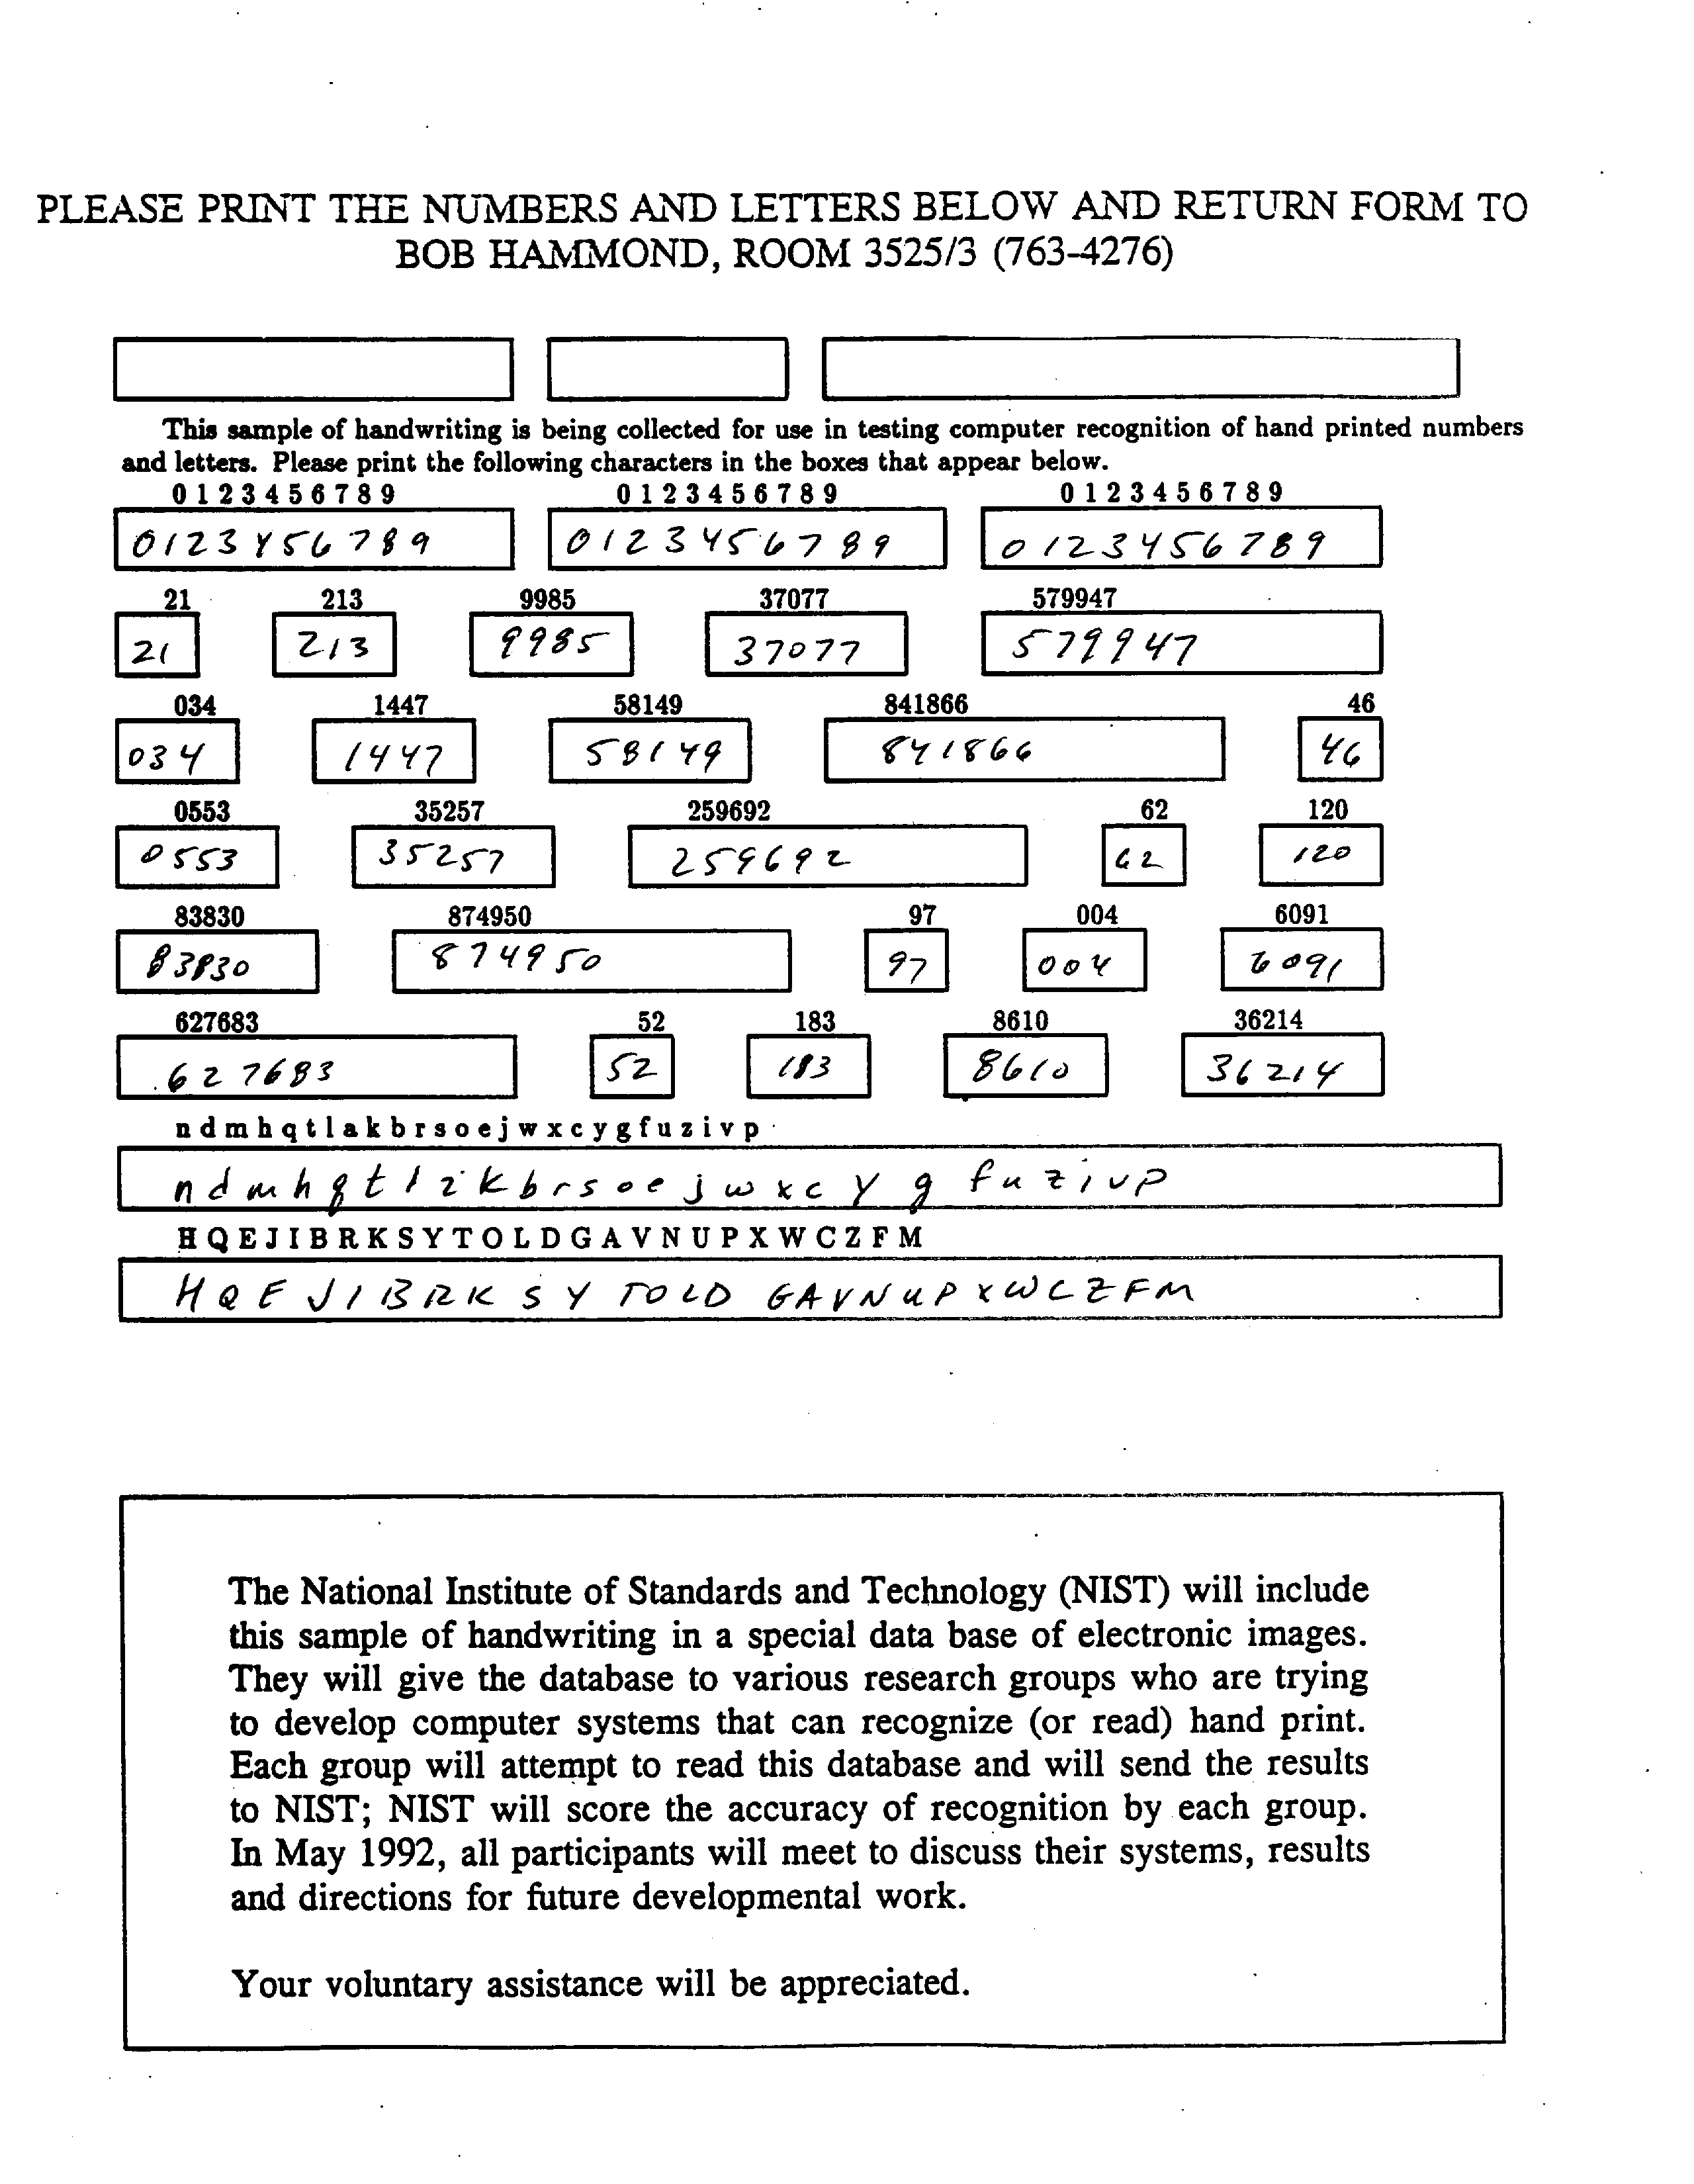 PLEASE PRINT THE NUMBERS AND LETTERS BELOW AND RETURN FORM TO
BOB HAMMOND, ROOM 3525/3 (763-4276)
This sample of handwriting is being collected for use in testing computer recognition of hand printed numbers
and letters. Please print the following characters in the boxes that appear below.
0 1 2 3 4 5 6 7 8 9 0 1 2 3 4 5 6 7 8 9 0 1 2 3 4 5 6 7 8 9
0123456789 0123456789 0123456789
21 213 9985 37077 579947
21 213 9985 37077 579947
034 1447 58149 841866 46
034 1447 58149 841866 46
0553 35257 259692 62 120
0553 35257 259692 62 120
83830 874950 97 004 6091
83830 874950 97 004 6091
627683 52 183 8610 36214
627683 52 183 8610 36214
n d m h q t l a k b r s o e j w x c y g f u z i v p
n d m h q t l z k b r s o e j w x c y g f u z i v p
H Q E J I B R K S Y T O L D G A V N U P X W C Z F M
H Q E J I B R K S Y T O L D G A V N U P X W C Z F M
The National Institute of Standards and Technology (NIST) will include
this sample of handwriting in a special data base of electronic images.
They will give the database to various research groups who are trying
to develop computer systems that can recognize (or read) hand print.
Each group will attempt to read this database and will send the results
to NIST; NIST will score the accuracy of recognition by each group.
In May 1992, all participants will meet to discuss their systems, results
and directions for future developmental work.
Your voluntary assistance will be appreciated.